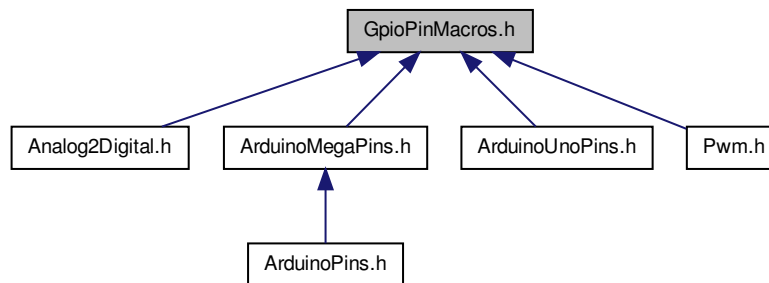 GpioPinMacros.h
Analog2Digital.h
ArduinoMegaPins.h
ArduinoUnoPins.h
Pwm.h
ArduinoPins.h